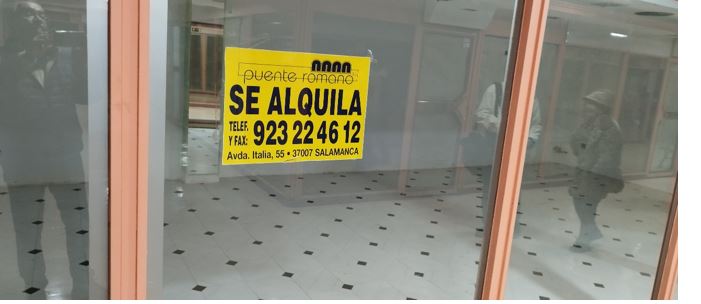 puente romano
SE ALQUILA
TELEF. Y FAX: 923 22 46 12
Avda. Italia, 55 • 37007 SALAMANCA